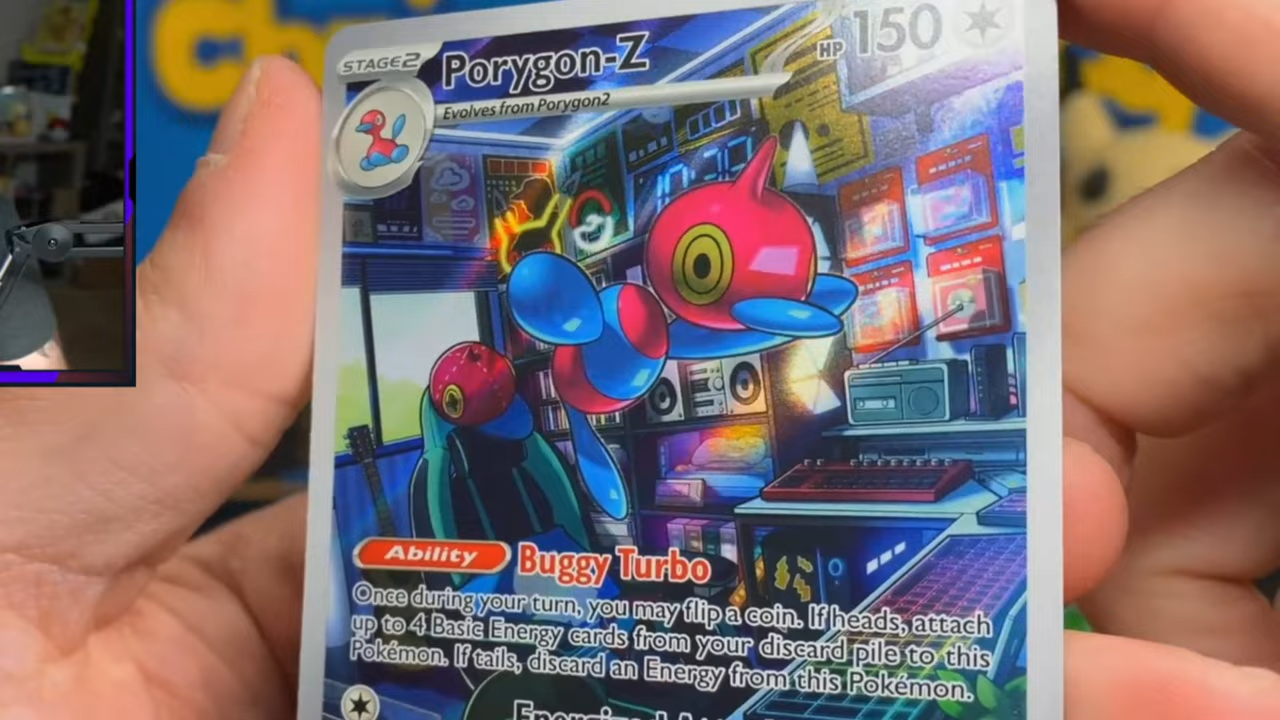 STAGE2 Porygon-Z HP 150
Evolves from Porygon2
Ability Buggy Turbo
Once during your turn, you may flip a coin. If heads, attach
up to 4 Basic Energy cards from your discard pile to this
Pokémon. If tails, discard an Energy from this Pokémon.